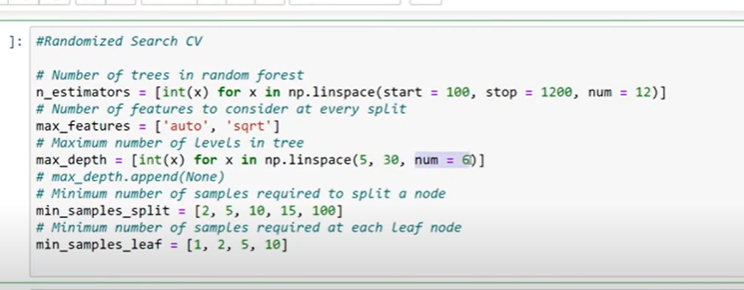 ]: #Randomized Search CV
# Number of trees in random forest
n_estimators = [int(x) for x in np.linspace(start = 100, stop = 1200, num = 12)]
# Number of features to consider at every split
max_features = ['auto', 'sqrt']
# Maximum number of levels in tree
max_depth = [int(x) for x in np.linspace(5, 30, num = 6)]
# max_depth.append(None)
# Minimum number of samples required to split a node
min_samples_split = [2, 5, 10, 15, 100]
# Minimum number of samples required at each leaf node
min_samples_leaf = [1, 2, 5, 10]